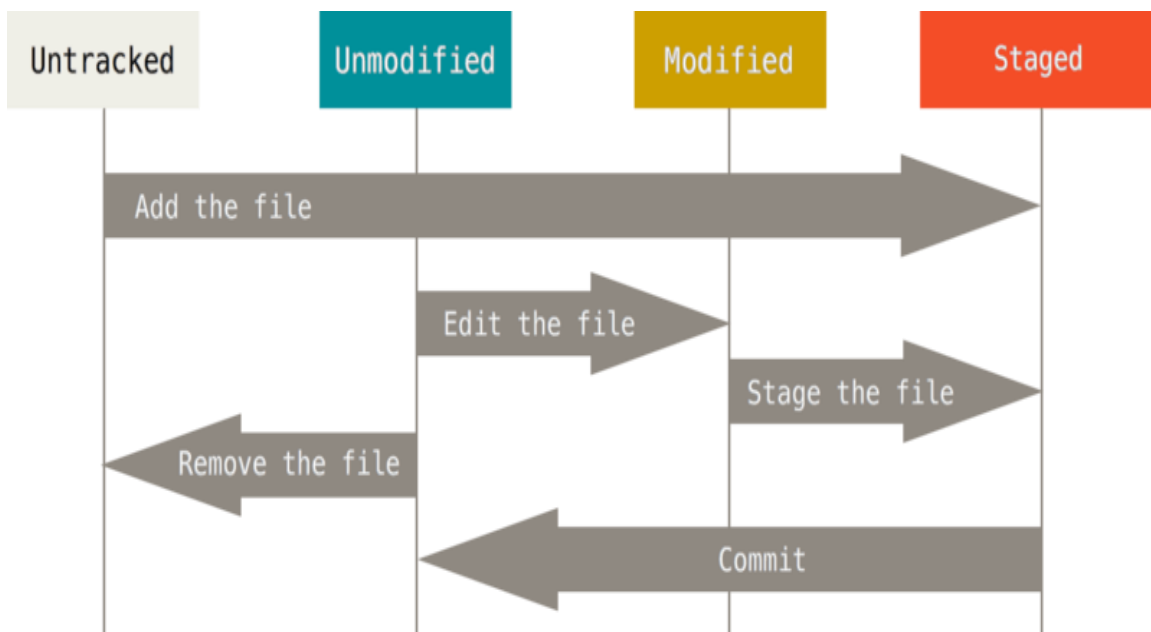 Untracked
Unmodified
Modified
Staged
Add the file
Edit the file
Stage the file
Remove the file
Commit